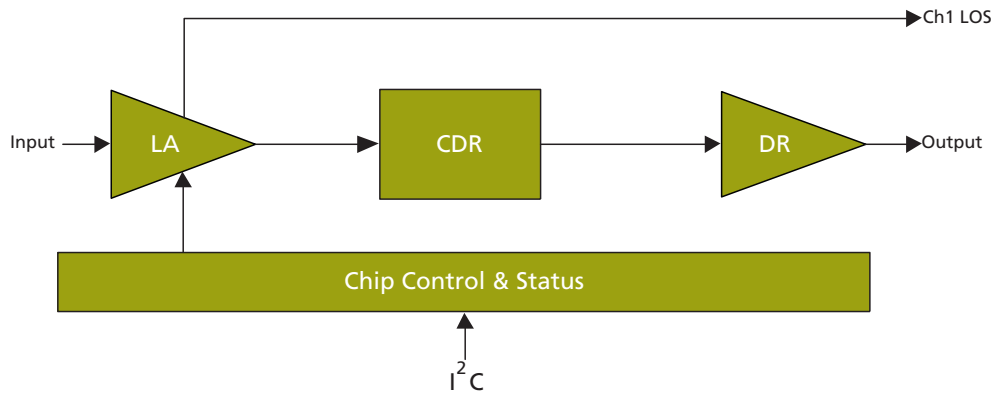 Ch1 LOS
Input
LA
CDR
DR
Output
Chip Control & Status
I²C